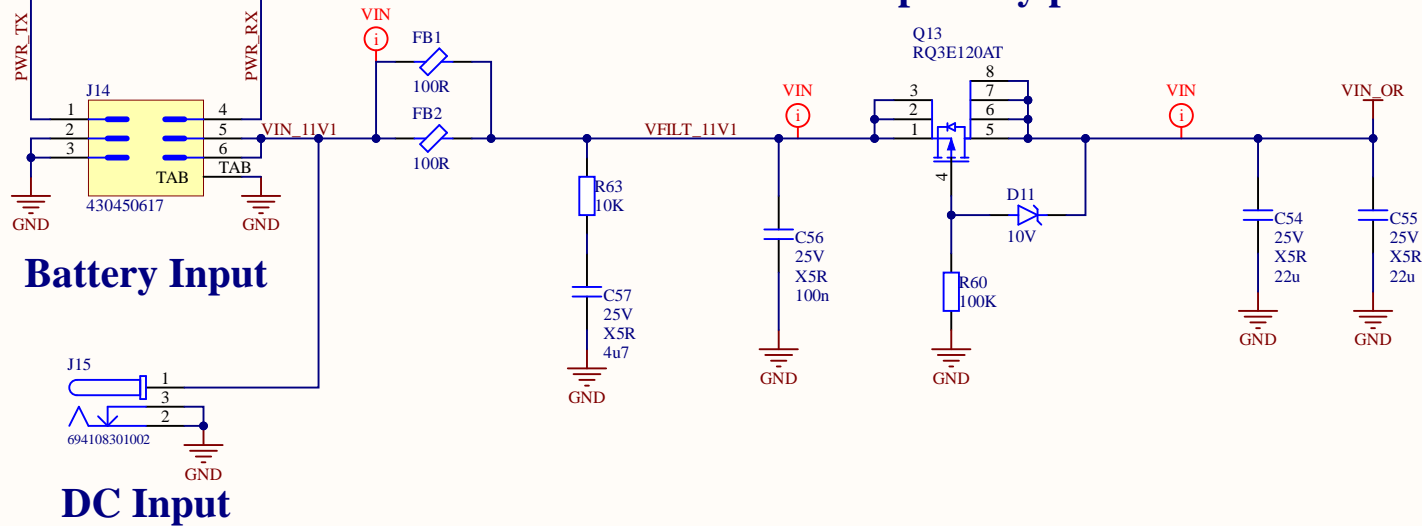 PWR_TX
PWR_RX
VIN
i
FB1
100R
FB2
100R
Q13
RQ3E120AT
J14
1
2
3
4
5
6
TAB
TAB
430450617
GND
GND
VIN_11V1
VFILT_11V1
VIN
i
3
2
1
8
7
6
5
4
VIN
i
VIN_OR
R63
10K
D11
10V
C56
25V
X5R
100n
C54
25V
X5R
22u
C55
25V
X5R
22u
Battery Input
C57
25V
X5R
4u7
R60
100K
GND
GND
GND
GND
GND
J15
1
3
2
694108301002
GND
DC Input